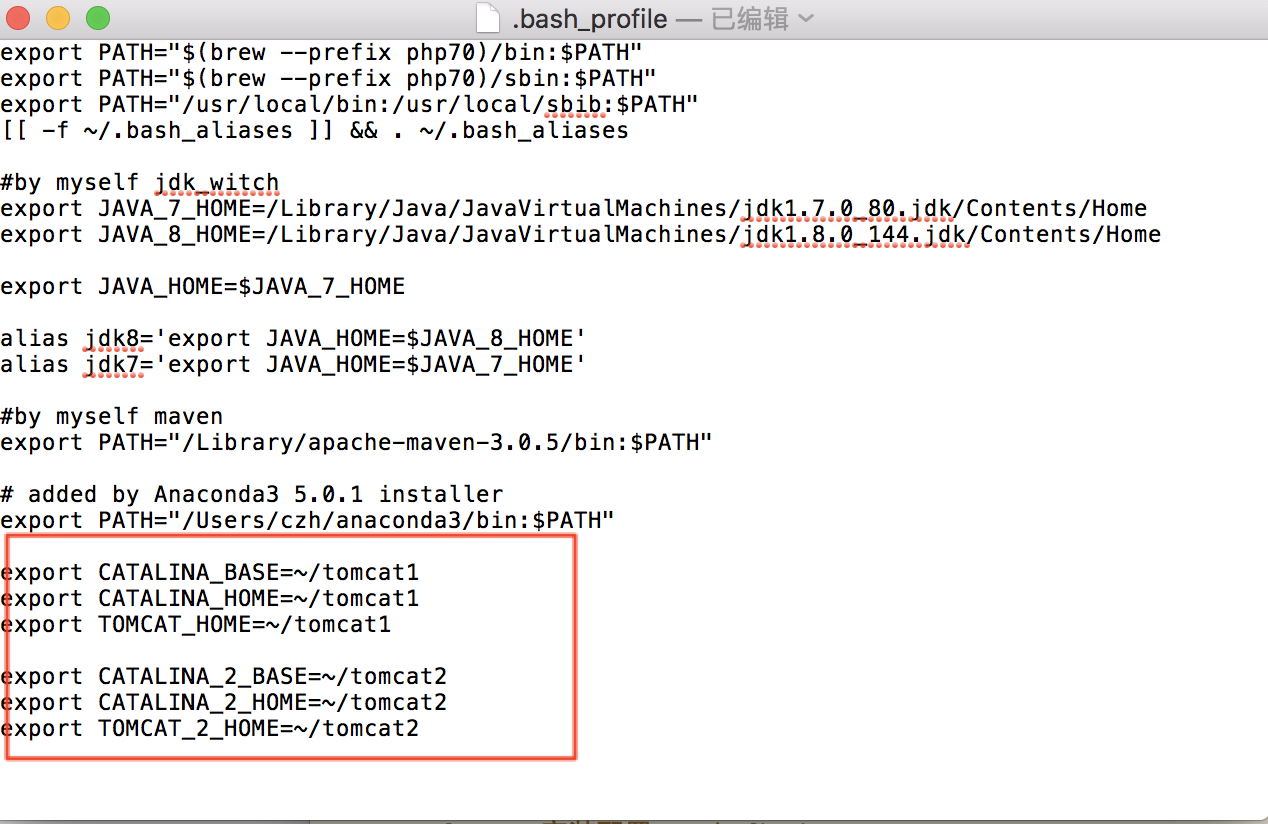 .bash_profile — 已编辑
export PATH="$(brew --prefix php70)/bin:$PATH"
export PATH="$(brew --prefix php70)/sbin:$PATH"
export PATH="/usr/local/bin:/usr/local/sbib:$PATH"
[[ -f ~/.bash_aliases ]] && . ~/.bash_aliases
#by myself jdk_witch
export JAVA_7_HOME=/Library/Java/JavaVirtualMachines/jdk1.7.0_80.jdk/Contents/Home
export JAVA_8_HOME=/Library/Java/JavaVirtualMachines/jdk1.8.0_144.jdk/Contents/Home
export JAVA_HOME=$JAVA_7_HOME
alias jdk8='export JAVA_HOME=$JAVA_8_HOME'
alias jdk7='export JAVA_HOME=$JAVA_7_HOME'
#by myself maven
export PATH="/Library/apache-maven-3.0.5/bin:$PATH"
# added by Anaconda3 5.0.1 installer
export PATH="/Users/czh/anaconda3/bin:$PATH"
export CATALINA_BASE=~/tomcat1
export CATALINA_HOME=~/tomcat1
export TOMCAT_HOME=~/tomcat1
export CATALINA_2_BASE=~/tomcat2
export CATALINA_2_HOME=~/tomcat2
export TOMCAT_2_HOME=~/tomcat2